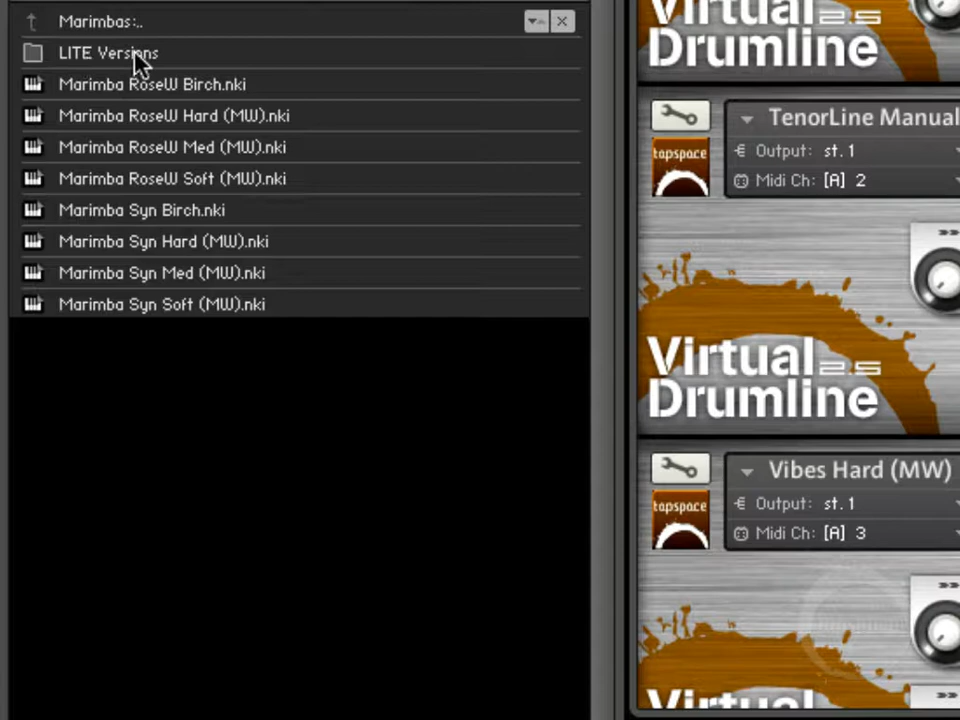 Marimbas:..
LITE Versions
Marimba RoseW Birch.nki
Marimba RoseW Hard (MW).nki
Marimba RoseW Med (MW).nki
Marimba RoseW Soft (MW).nki
Marimba Syn Birch.nki
Marimba Syn Hard (MW).nki
Marimba Syn Med (MW).nki
Marimba Syn Soft (MW).nki
Virtual 2.5
Drumline
TenorLine Manual
tapspace
Output: st.1
Midi Ch: [A] 2
Virtual 2.5
Drumline
Vibes Hard (MW)
tapspace
Output: st.1
Midi Ch: [A] 3
Virtual 2.5